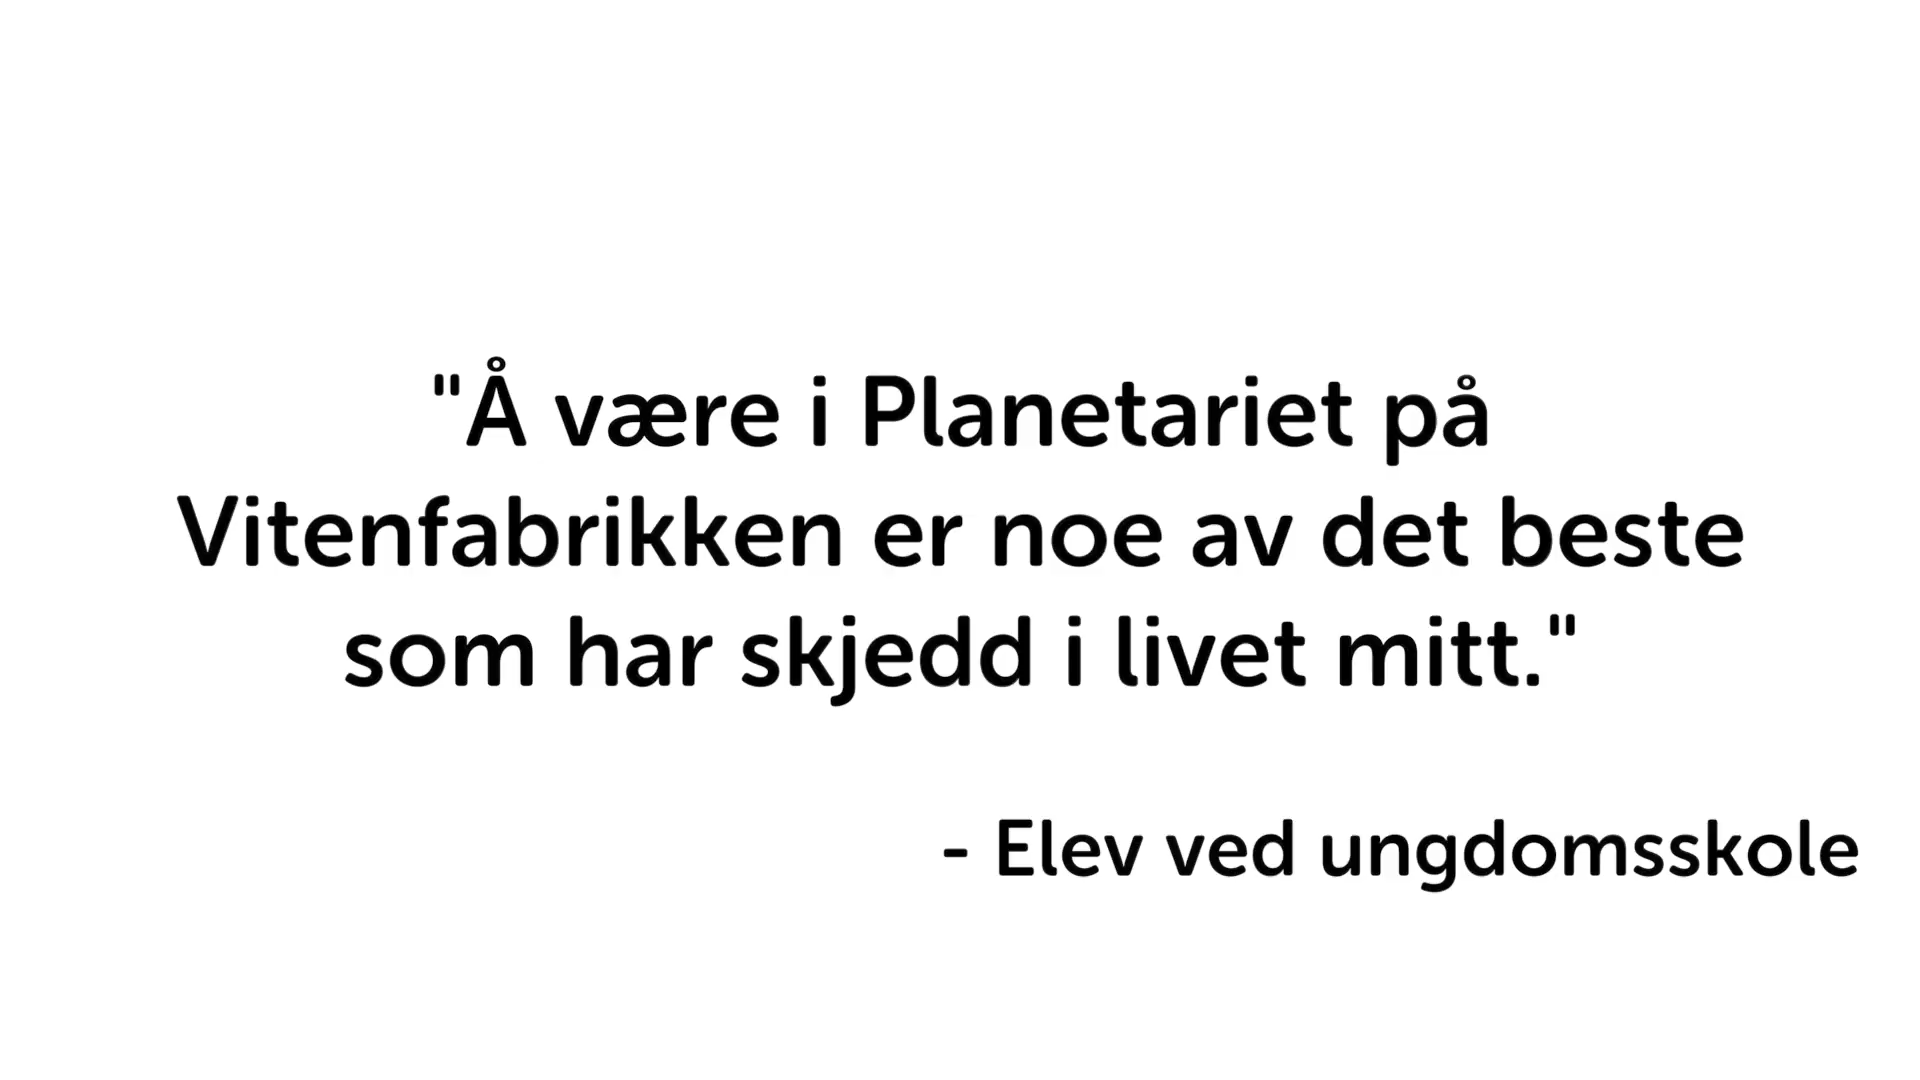 "Å være i Planetariet på
Vitenfabrikken er noe av det beste
som har skjedd i livet mitt."
- Elev ved ungdomsskole